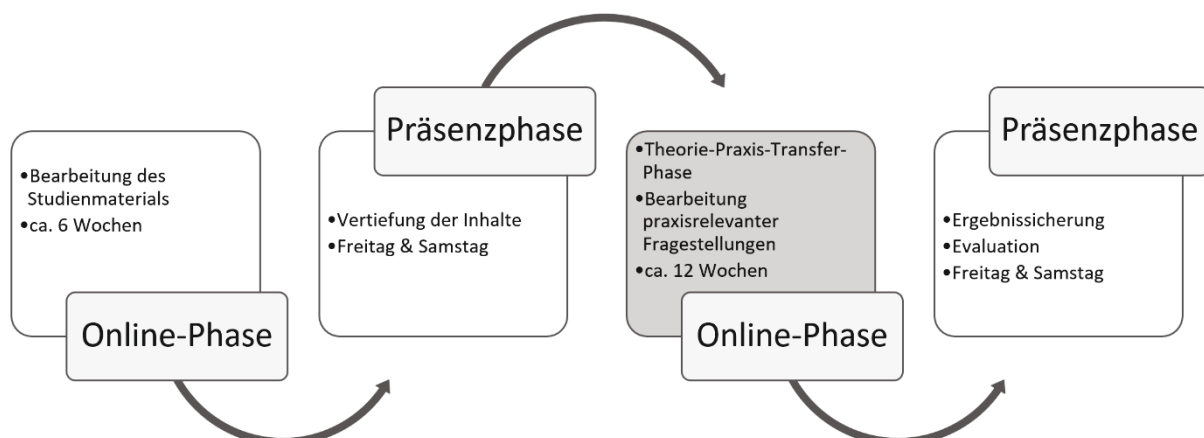 •Bearbeitung des
Studienmaterials
•ca. 6 Wochen
Online-Phase
Präsenzphase
•Vertiefung der Inhalte
•Freitag & Samstag
•Theorie-Praxis-Transfer-
Phase
•Bearbeitung
praxisrelevanter
Fragestellungen
•ca. 12 Wochen
Online-Phase
Präsenzphase
•Ergebnissicherung
•Evaluation
•Freitag & Samstag